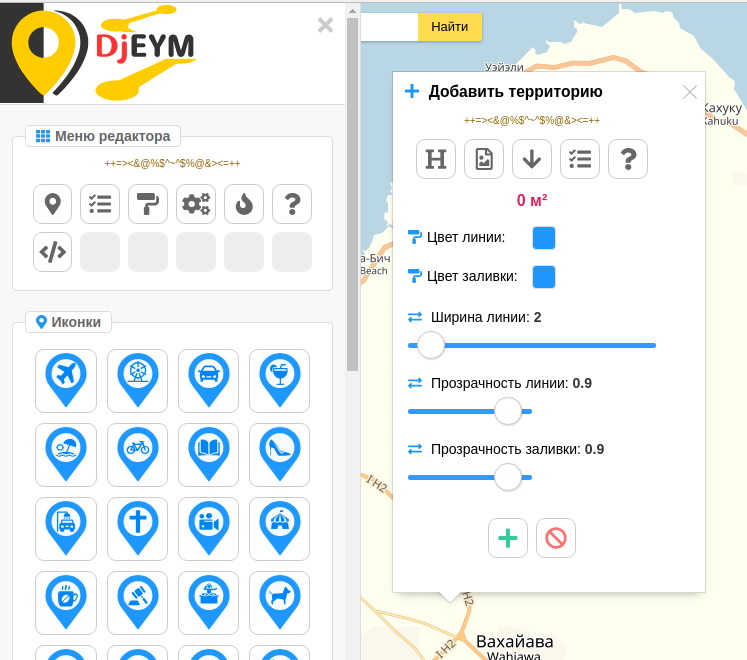 DjEYM
Меню редактора
++=><&@%$^~^$%@&><=++
?
</>
Иконки
Найти
Уэйэли
Кахуку
Kahuku
Добавить территорию
++=><&@%$^~^$%@&><=++
H
?
0 м²
Цвет линии:
Цвет заливки:
Ширина линии: 2
Прозрачность линии: 0.9
Прозрачность заливки: 0.9
а-Бич
Beach
I H2
H2
I-H2
Вахайава
Wahiawa